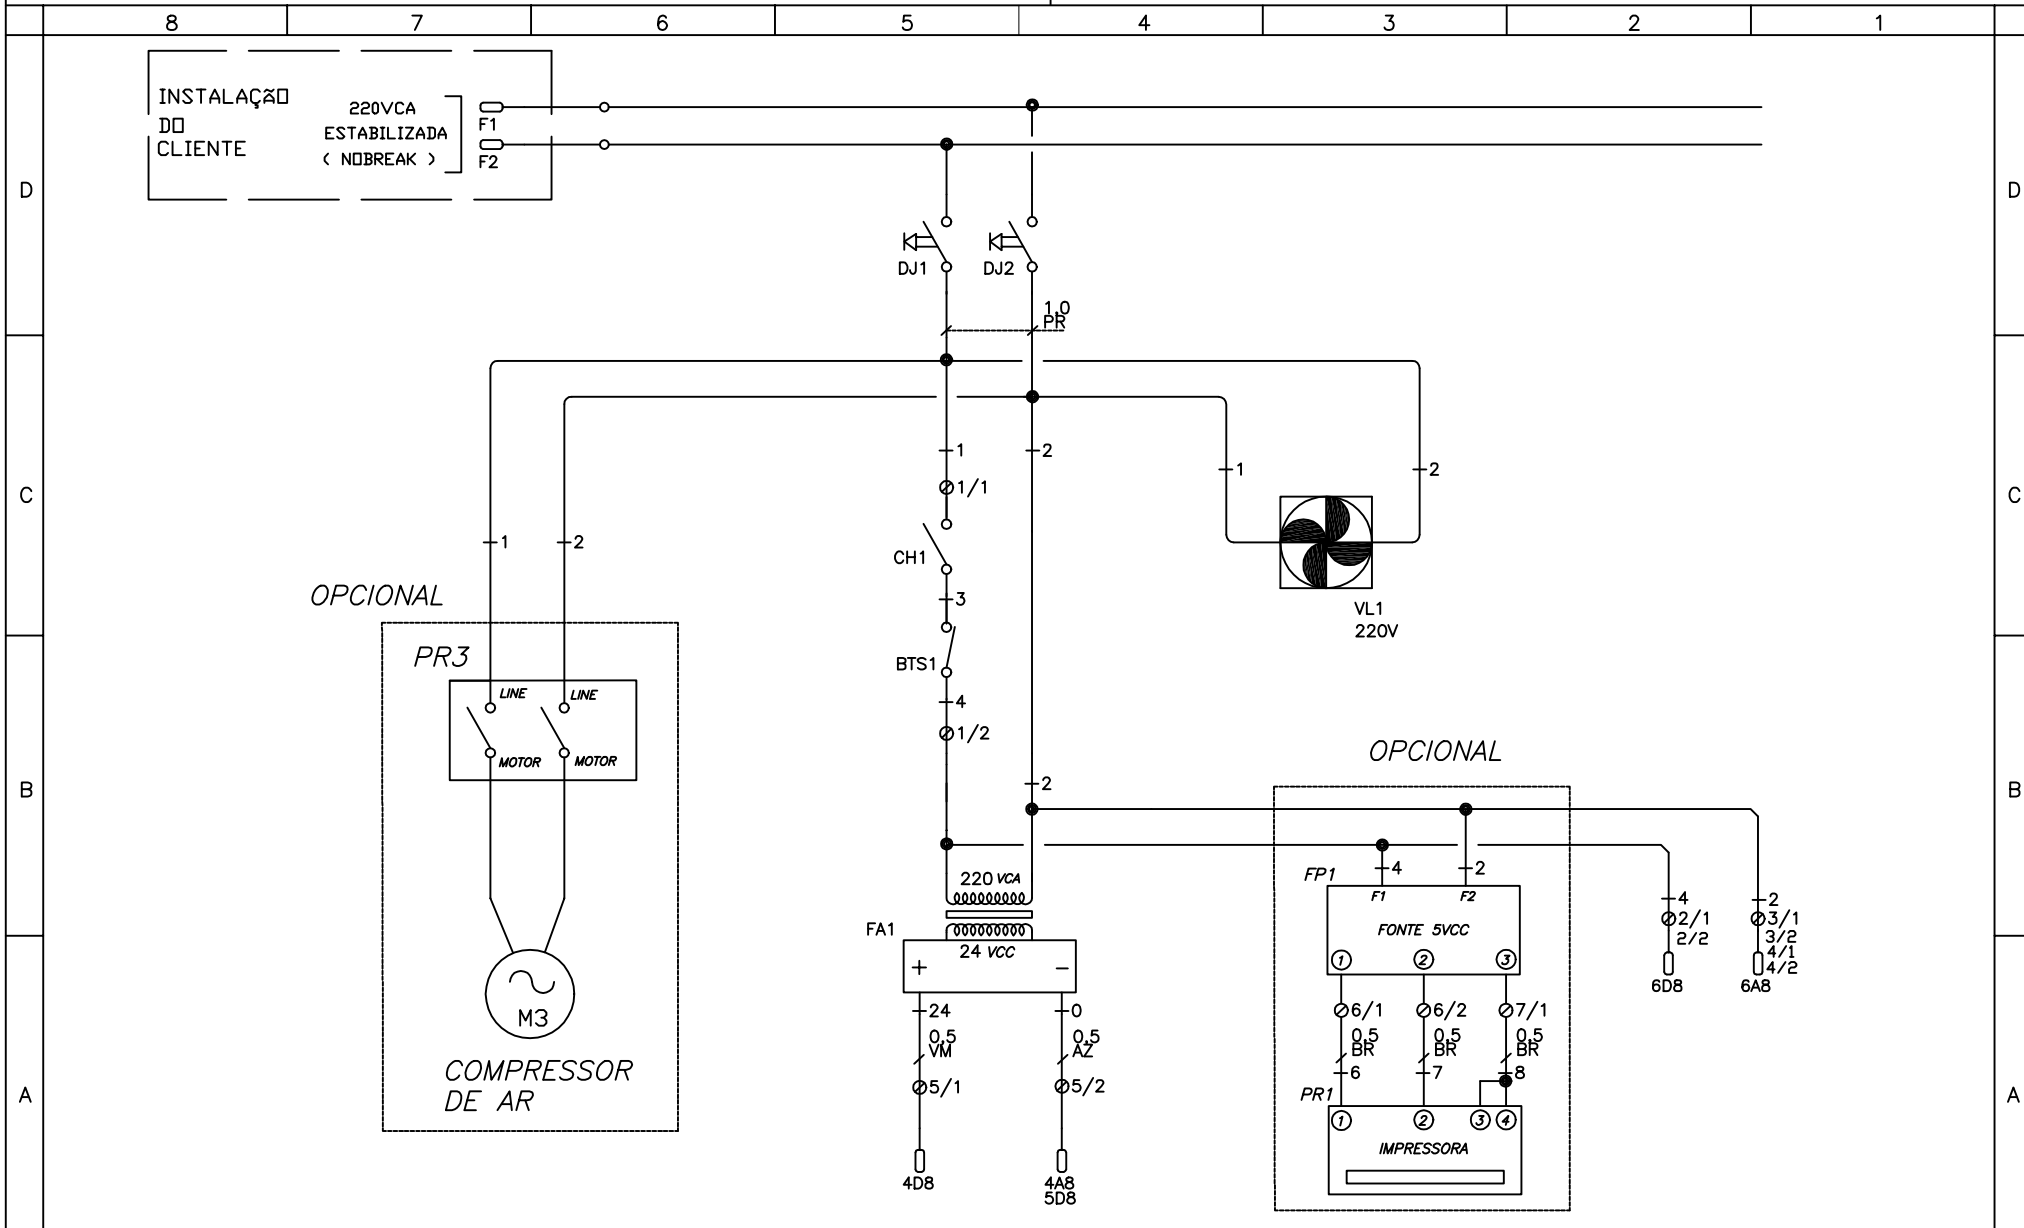 8 7 6 5 4 3 2 1
INSTALAÇÃO
DO
CLIENTE
220VCA
ESTABILIZADA
( NOBREAK )
F1
F2
D
D
DJ1
DJ2
1,0
PR
C
C
1
2
1
2
1
2
1/1
CH1
3
BTS1
4
1/2
2
VL1
220V
OPCIONAL
PR3
LINE
LINE
MOTOR
MOTOR
M3
COMPRESSOR
DE AR
B
B
220 VCA
FA1
24 VCC
+
−
24
0,5
VM
5/1
4D8
0
0,5
AZ
5/2
4A8
5D8
OPCIONAL
4
2
FP1
F1
F2
FONTE 5VCC
1
2
3
6/1
0,5
BR
6
6/2
0,5
BR
7
7/1
0,5
BR
8
PR1
1
2
3
4
IMPRESSORA
4
2/1
2/2
6D8
2
3/1
3/2
4/1
4/2
6A8
A
A